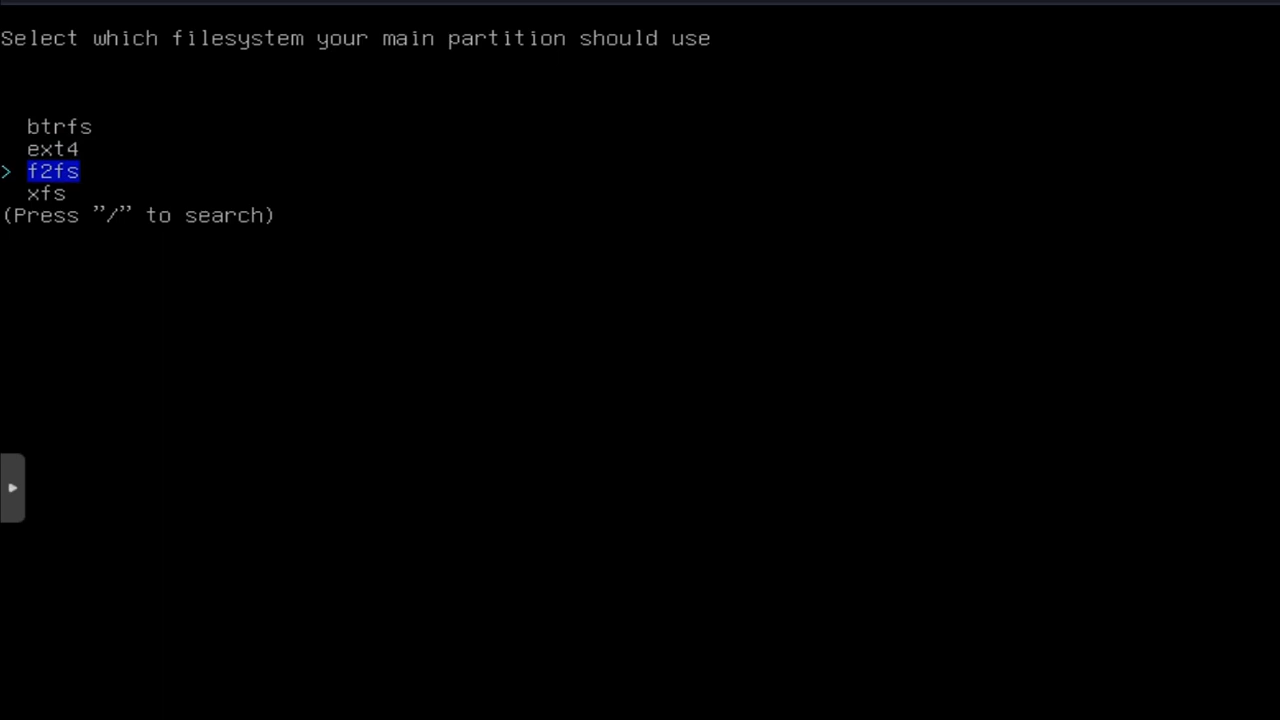 Select which filesystem your main partition should use
btrfs
ext4
> f2fs
xfs
(Press "/" to search)